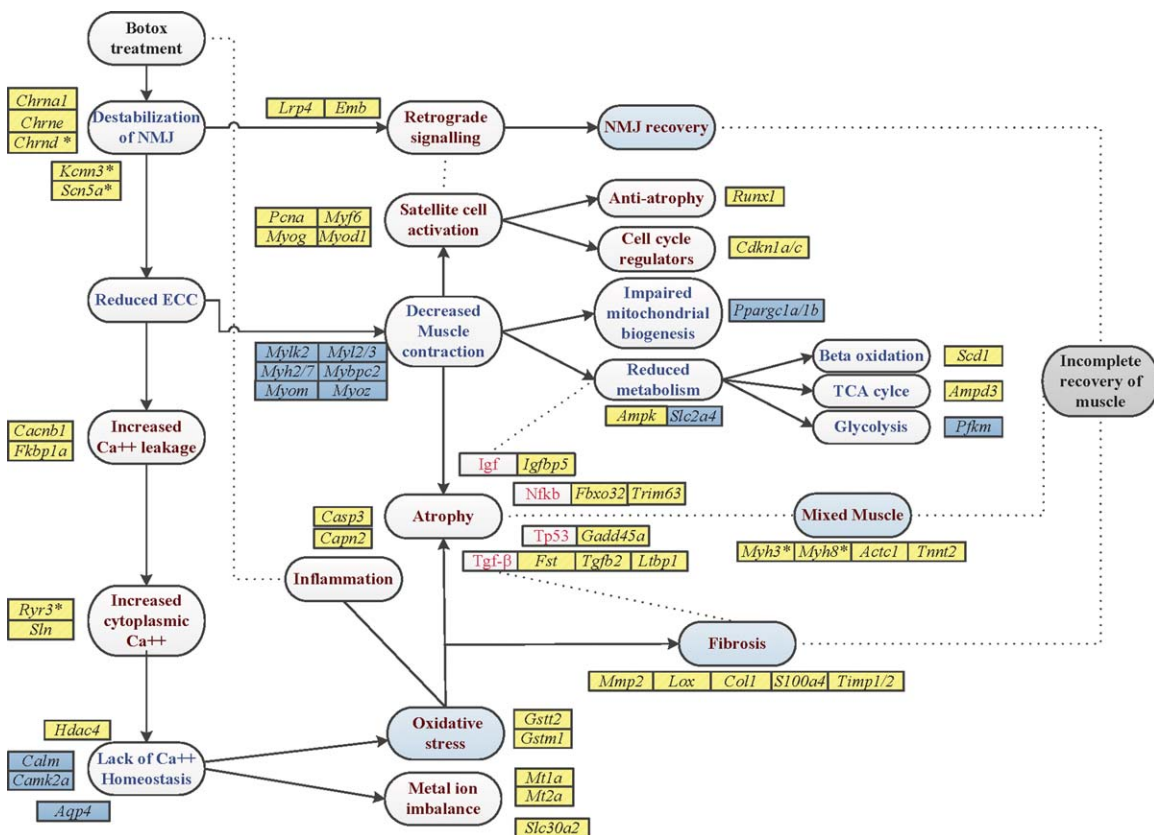 Botox
treatment
Chrna1
Chrne
Chrnd *
Destabilization
of NMJ
Lrp4 Emb
Retrograde
signalling
NMJ recovery
Kcnn3*
Scn5a*
Pcna Myf6
Myog Myod1
Satellite cell
activation
Anti-atrophy
Runx1
Cell cycle
regulators
Cdkn1a/c
Reduced ECC
Decreased
Muscle
contraction
Impaired
mitochondrial
biogenesis
Ppargc1a/1b
Mylk2 Myl2/3
Myh2/7 Mybpc2
Myom Myoz
Reduced
metabolism
Ampk Slc2a4
Beta oxidation
Scd1
TCA cylce
Ampd3
Glycolysis
Pfkm
Incomplete
recovery of
muscle
Cacnb1
Fkbp1a
Increased
Ca++ leakage
Igf Igfbp5
Nfkb Fbxo32 Trim63
Casp3
Capn2
Atrophy
Tp53 Gadd45a
Tgf-β Fst Tgfb2 Ltbp1
Mixed Muscle
Myh3* Myh8* Actc1 Tnnt2
Inflammation
Ryr3*
Sln
Increased
cytoplasmic
Ca++
Fibrosis
Mmp2 Lox Col1 S100a4 Timp1/2
Hdac4
Calm
Camk2a
Aqp4
Lack of Ca++
Homeostasis
Oxidative
stress
Gstt2
Gstm1
Metal ion
imbalance
Mt1a
Mt2a
Slc30a2